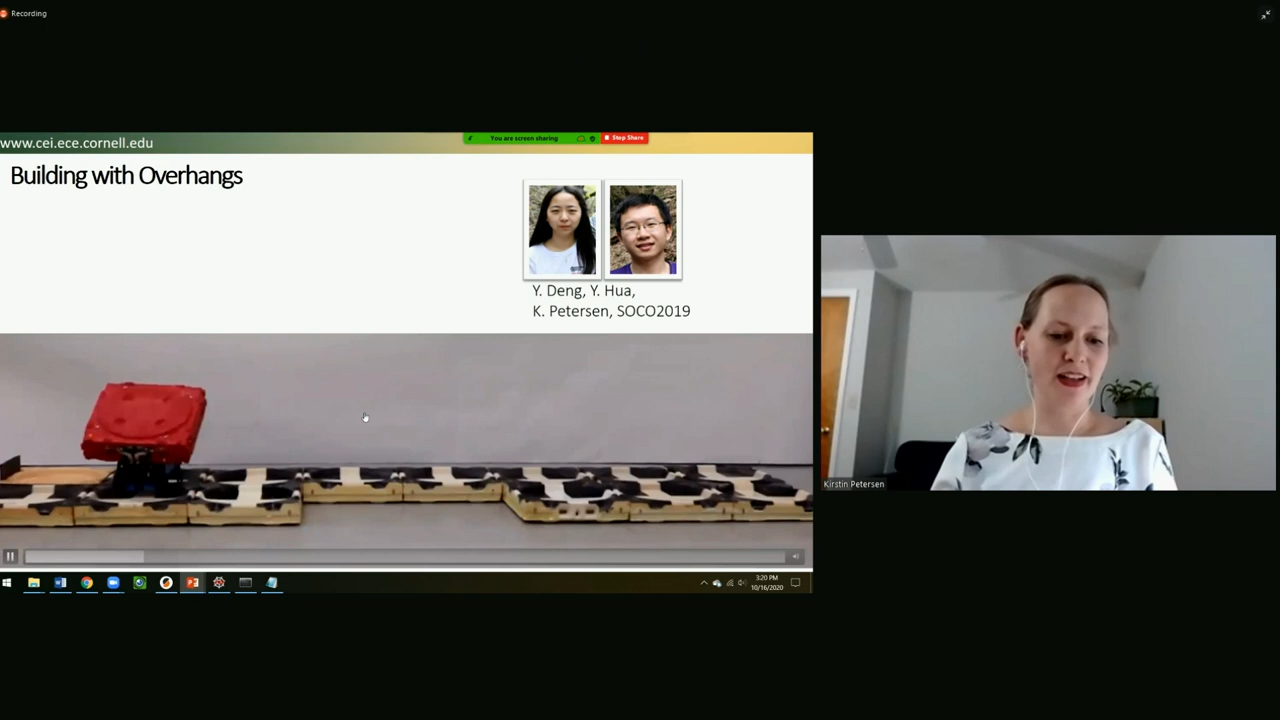 Recording
www.cei.ece.cornell.edu
You are screen sharing
Stop Share
Building with Overhangs
Y. Deng, Y. Hua,
K. Petersen, SOCO2019
Kirstin Petersen
3:20 PM
10/16/2020